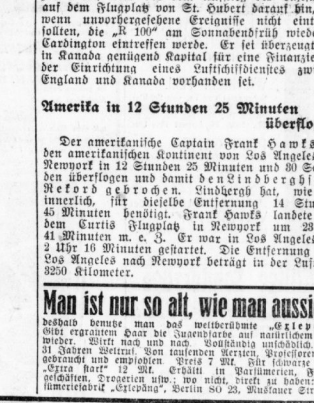 auf dem Flugplatz von St. Hubert darauf hin,
wenn unvorhergesehene Ereignisse nicht eint
sollten, die „R 100“ am Sonnabendfrüh wiede
Cardington eintreffen werde. Er sei überzeugt
in Kanada genügend Kapital für eine Finanzie
der Einrichtung eines Luftschiffdienstes zw
England und Kanada vorhanden sei.
Amerika in 12 Stunden 25 Minuten
überflo
Der amerikanische Captain Frank Hawks
den amerikanischen Kontinent von Los Angeles
Newyork in 12 Stunden 25 Minuten und 30 Se
den überflogen und damit den Lindberghs
Rekord gebrochen. Lindbergh hat, wie
innerlich, für dieselbe Entfernung 14 Stu
45 Minuten benötigt. Frank Hawks landete
dem Curtis Flugplatz in Newyork um 23
41 Minuten m. e. Z. Er war in Los Angeles
2 Uhr 16 Minuten gestartet. Die Entfernung
Los Angeles nach Newyork beträgt in der Luft
3250 Kilometer.
Man ist nur so alt, wie man aussi
deshalb benutze man das weltberühmte „Exlep
Gibt ergrautem Haar die Jugendfarbe auf natürlichem
wieder. Wirkt nach und nach. Vollständig unschädlich.
31 Jahren Weltruf. Von tausenden Aerzten, Professoren
gebraucht und empfohlen. Preis 7 Mk. Für schwarze
„Extra stark“ 12 Mk. Erhältl. in Parfümerien, F
geschäften, Drogerien usw.; wo nicht, direkt zu haben:
fümeriefabrik „Exlepäng“, Berlin SO 23, Muskauer Str